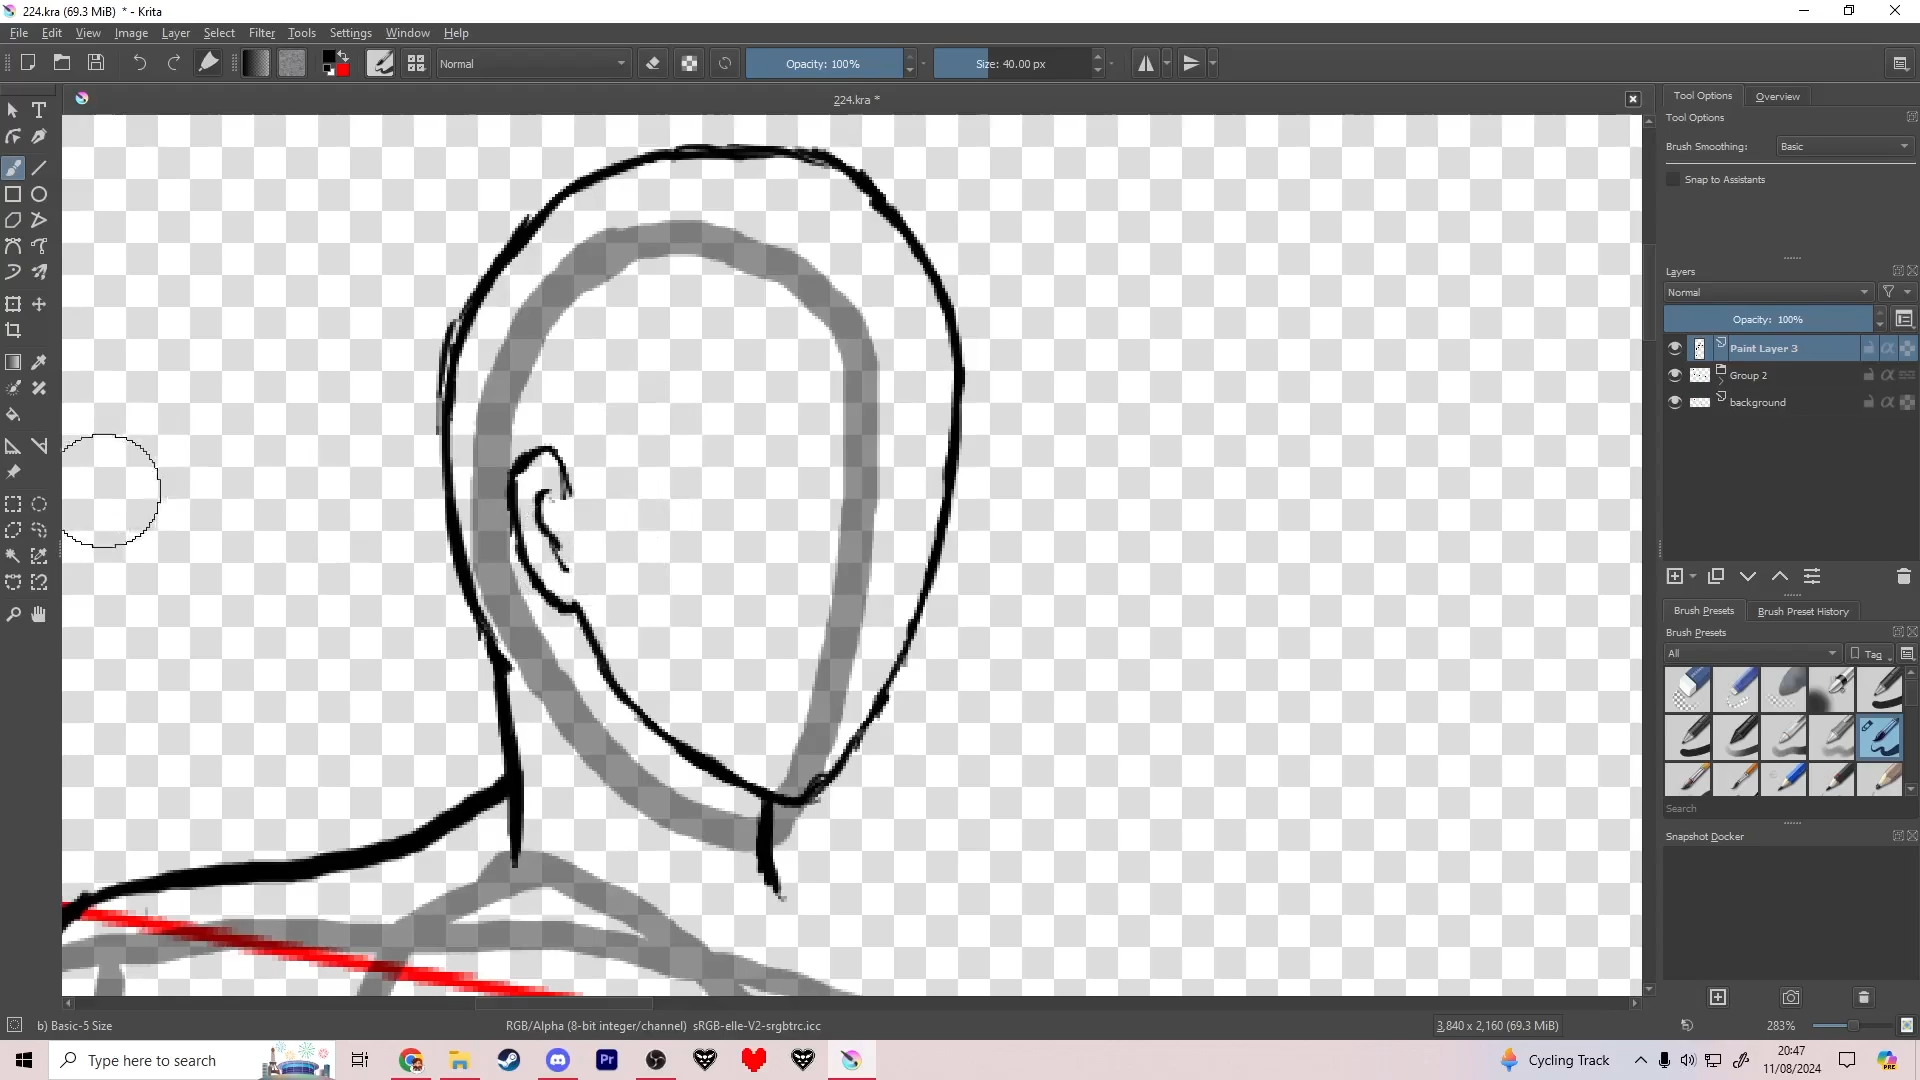 224.kra (69.3 MiB) * - Krita
File Edit View Image Layer Select Filter Tools Settings Window Help
Normal
Opacity: 100%
Size: 40.00 px
224.kra *
Tool Options Overview
Tool Options
Brush Smoothing: Basic
Snap to Assistants
Layers
Normal
Opacity: 100%
Paint Layer 3
Group 2
background
Brush Presets Brush Preset History
Brush Presets
All Tag
Search
Snapshot Docker
b) Basic-5 Size
RGB/Alpha (8-bit integer/channel) sRGB-elle-V2-srgbtrc.icc
3,840 x 2,160 (69.3 MiB)
283%
Type here to search
Pr
Cycling Track
20:47
11/08/2024
PRE